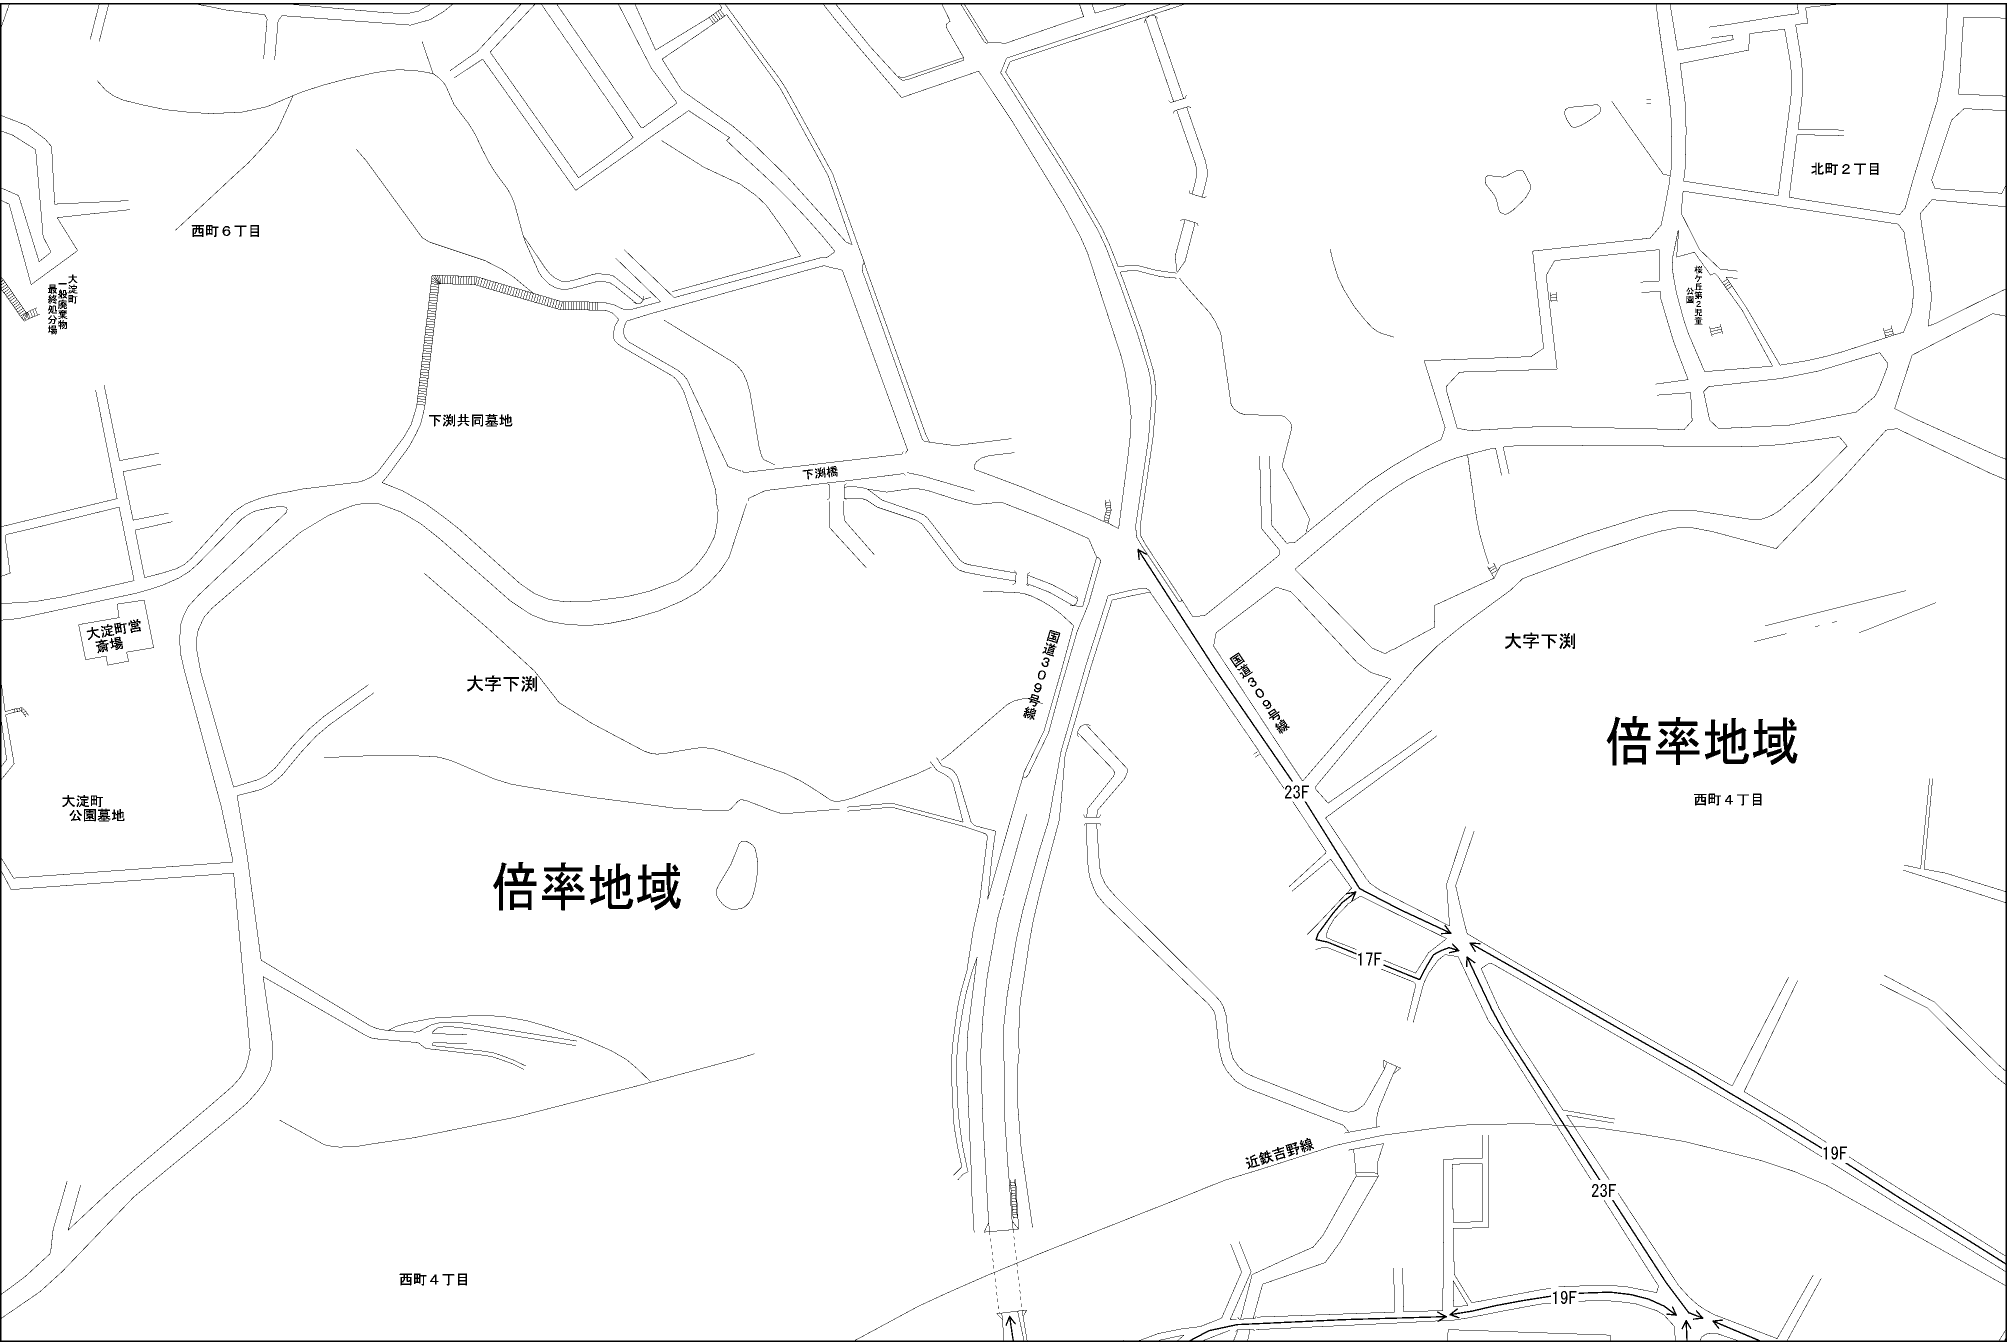 北町２丁目
西町６丁目
大淀町
一般廃棄物
最終処分場
桜ケ丘第２児童
公園
下渕共同墓地
下渕橋
大淀町営
斎場
大字下渕
国道３０９号線
国道３０９号線
大字下渕
倍率地域
西町４丁目
大淀町
公園墓地
23F
倍率地域
17F
近鉄吉野線
19F
23F
西町４丁目
19F